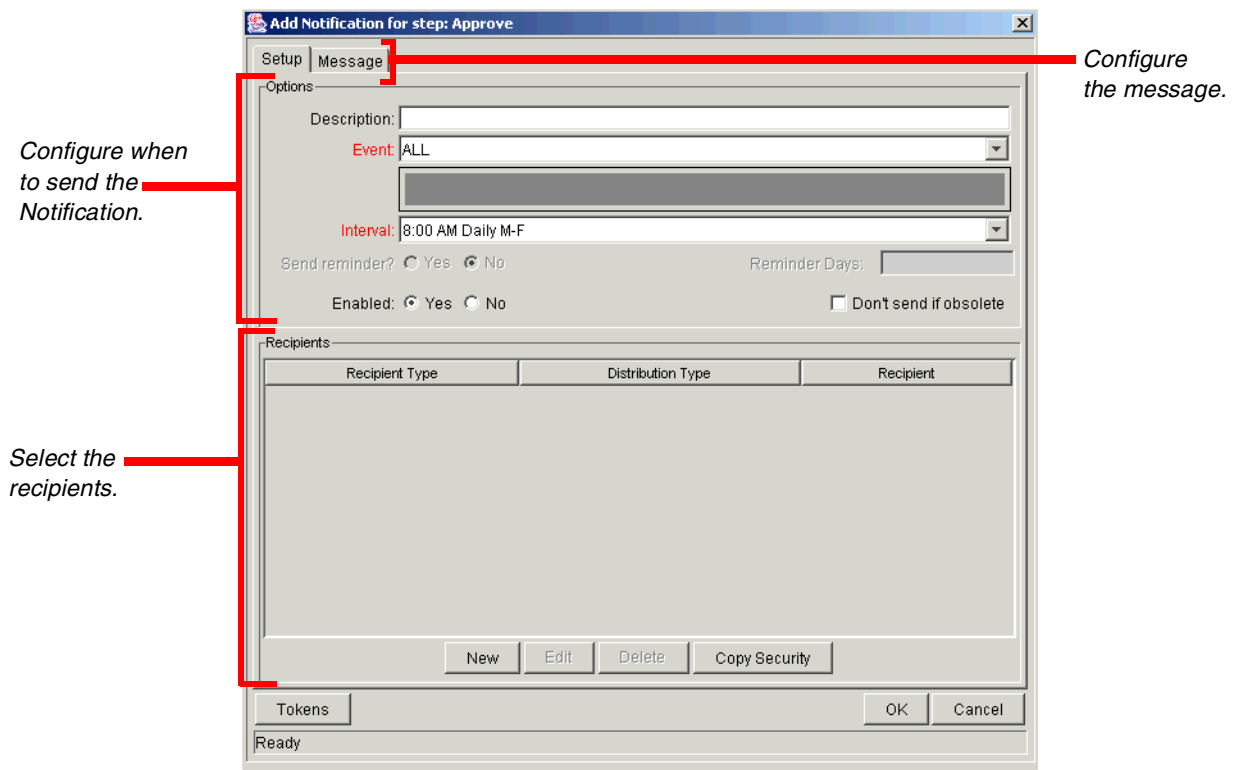 Add Notification for step: Approve
Setup Message
Configure
the message.
Options
Description:
Configure when
to send the
Notification.
Event: ALL
Interval: 8:00 AM Daily M-F
Send reminder? Yes No Reminder Days:
Enabled: Yes No Don't send if obsolete
Recipients
Recipient Type Distribution Type Recipient
Select the
recipients.
New Edit Delete Copy Security
Tokens OK Cancel
Ready